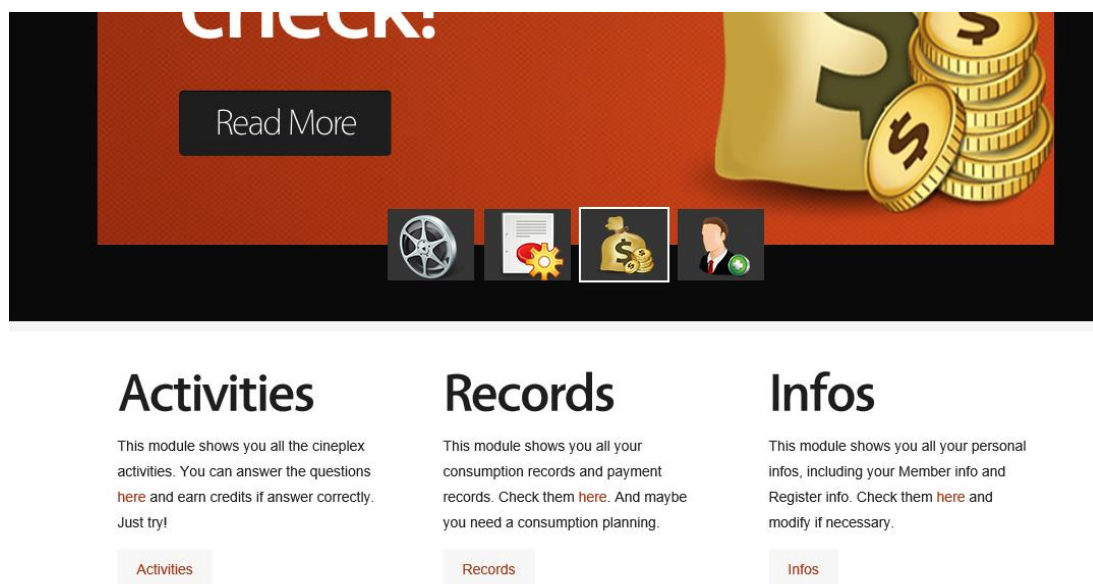 check!
Read More
Activities
This module shows you all the cineplex
activities. You can answer the questions
here and earn credits if answer correctly.
Just try!
Activities
Records
This module shows you all your
consumption records and payment
records. Check them here. And maybe
you need a consumption planning.
Records
Infos
This module shows you all your personal
infos, including your Member info and
Register info. Check them here and
modify if necessary.
Infos